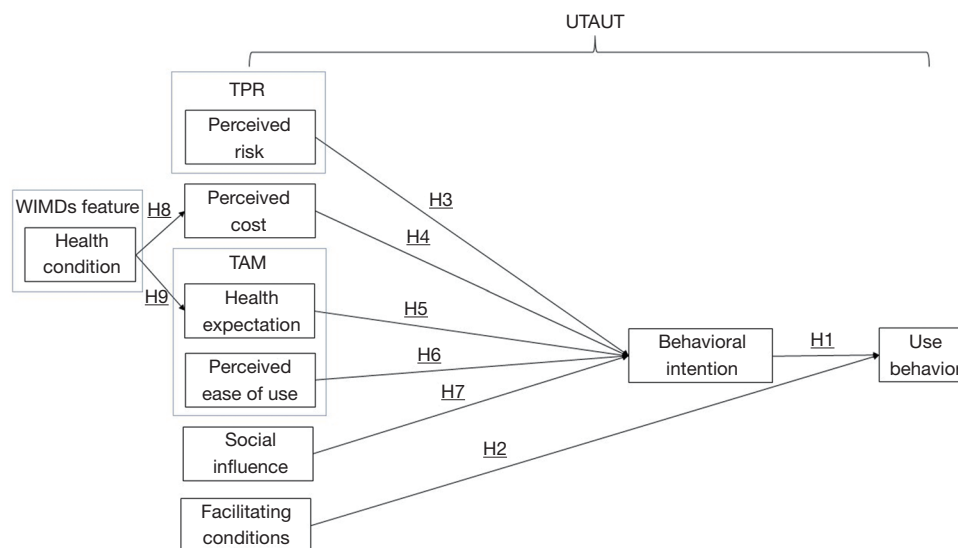 UTAUT
TPR
Perceived
risk
WIMDs feature
Health
condition
H8
H9
Perceived
cost
TAM
Health
expectation
Perceived
ease of use
Social
influence
Facilitating
conditions
H3
H4
H5
H6
H7
H2
Behavioral
intention
H1
Use
behavior